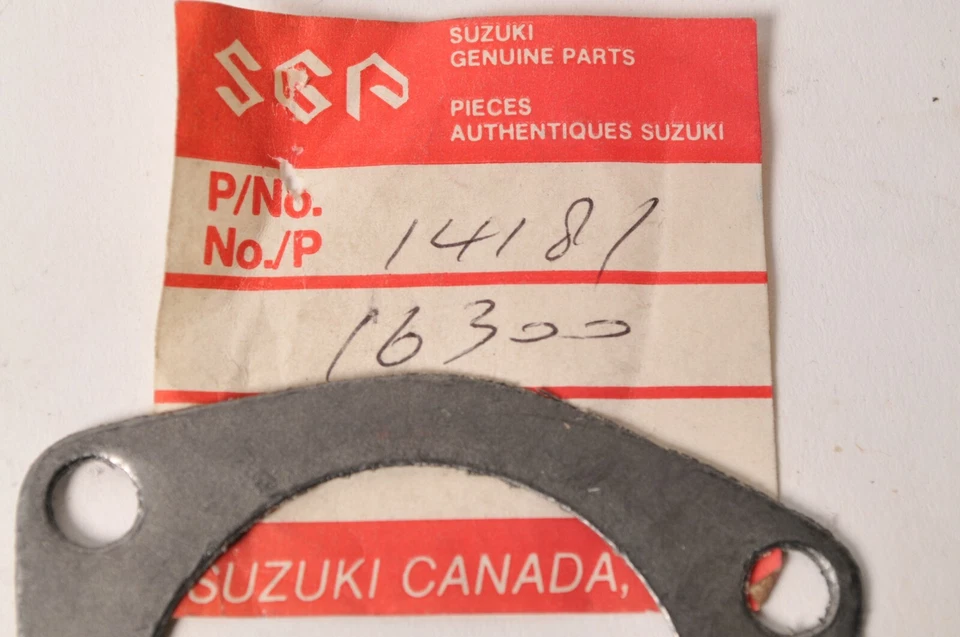 SGP
SUZUKI
GENUINE PARTS
PIECES
AUTHENTIQUES SUZUKI
P/No.
No./P
14181
16300
SUZUKI CANADA,